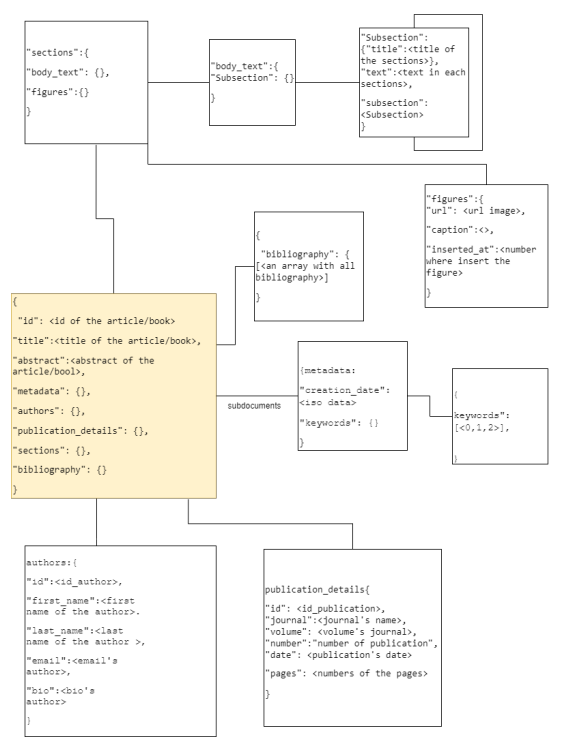 "sections":{
"body_text": {},
"figures":{}
}
"body_text":{
"Subsection": {}
}
"Subsection":
{"title":<title of
the sections>},
"text":<text in each
sections>,
"subsection":
<Subsection>
}
"figures":{
"url": <url image>,
"caption":<>,
"inserted_at":<number
where insert the
figure>
}
{
"bibliography": {
[<an array with all
bibliography>]
}
{
"id": <id of the article/book>
"title":<title of the article/book>,
"abstract":<abstract of the
article/bool>,
"metadata": {},
"authors": {},
"publication_details": {},
"sections": {},
"bibliography": {}
}
subdocuments
{metadata:
"creation_date":
<iso data>
"keywords": {}
}
{
keywords":
[<0,1,2>],
}
authors:{
"id":<id_author>,
"first_name":<first
name of the author>.
"last_name":<last
name of the author >,
"email":<email's
author>,
"bio":<bio's
author>
}
publication_details{
"id": <id_publication>,
"journal":<journal's name>,
"volume": <volume's journal>,
"number":"number of publication",
"date": <publication's date>
"pages": <numbers of the pages>
}